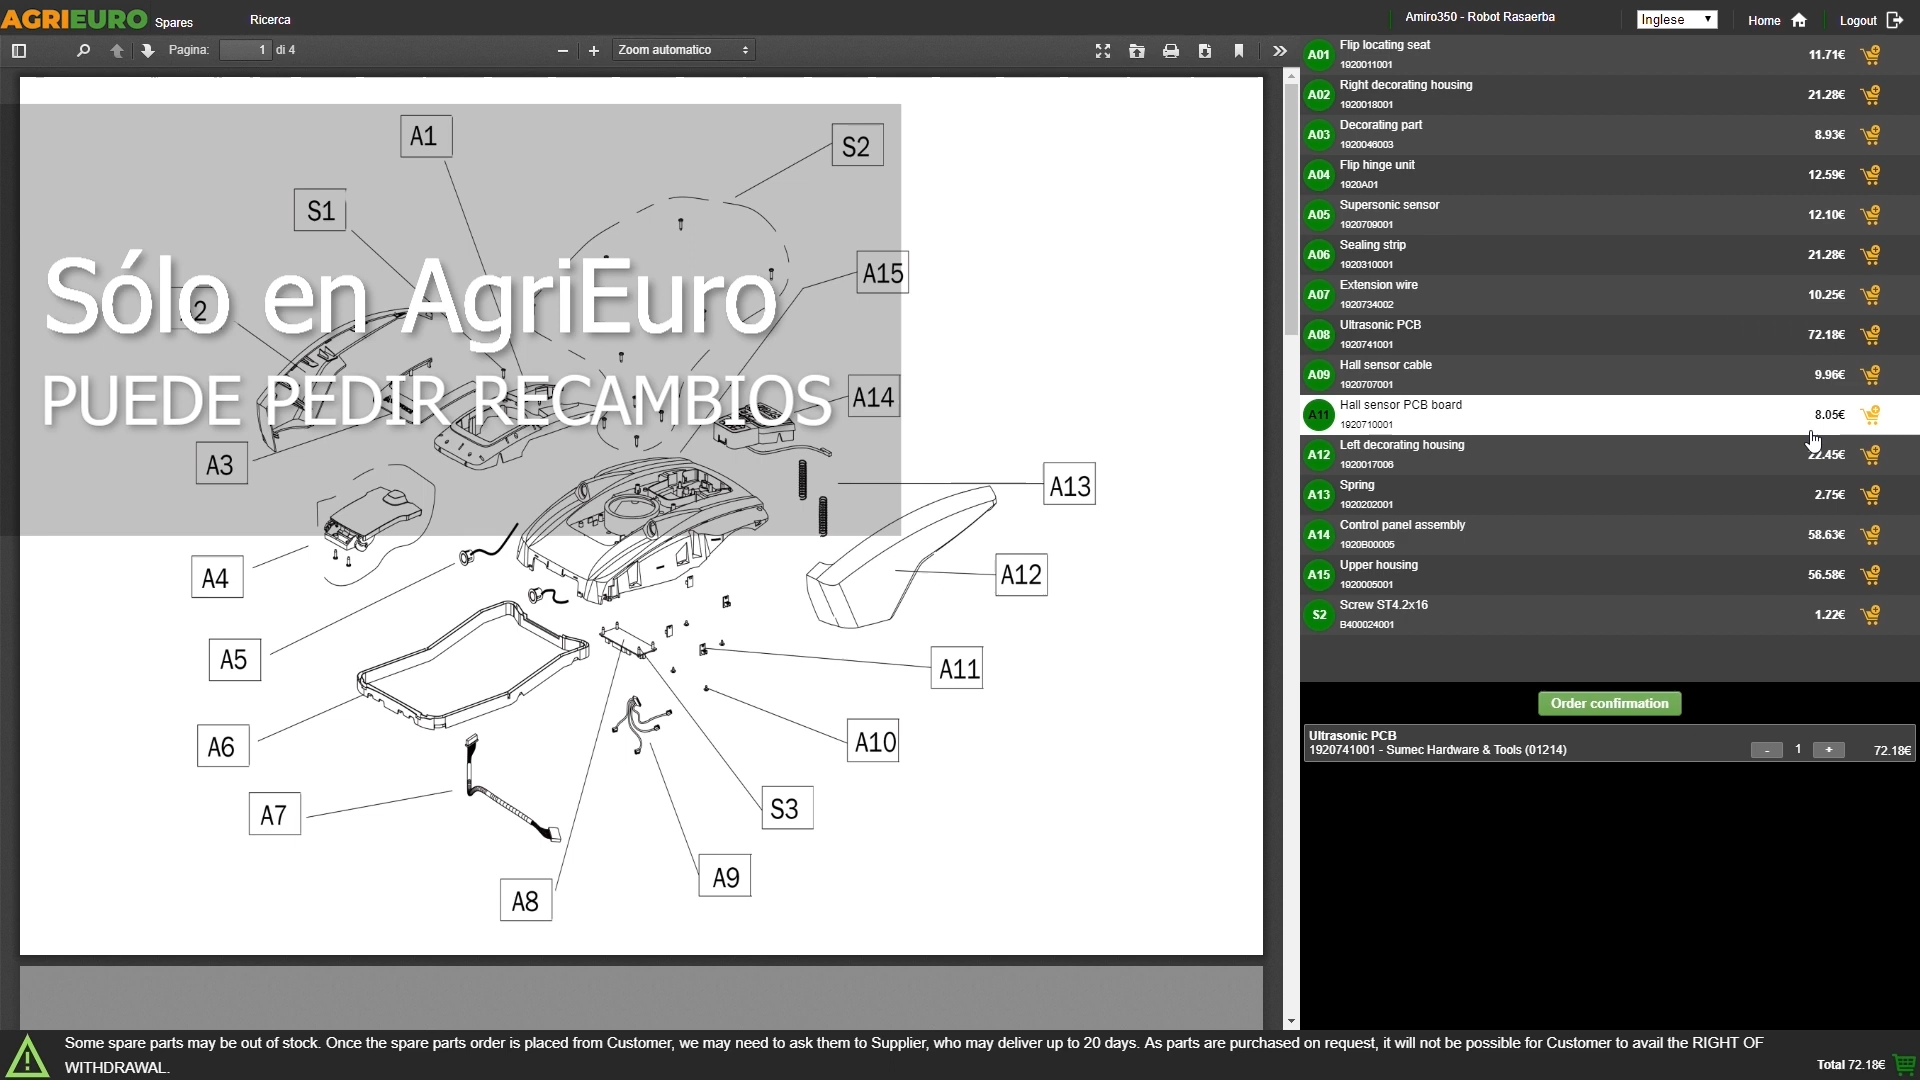 AGRIEURO Spares
Ricerca
Amiro350 - Robot Rasaerba
Inglese
Home
Logout
Pagina: 1 di 4
Zoom automatico
A1
S2
S1
A15
2
Sólo en AgriEuro
PUEDE PEDIR RECAMBIOS
A14
A3
A13
A4
A12
A5
A11
A6
A10
A7
S3
A9
A8
A01 Flip locating seat
1920011001
11.71€
A02 Right decorating housing
1920018001
21.28€
A03 Decorating part
1920046003
8.93€
A04 Flip hinge unit
1920A01
12.59€
A05 Supersonic sensor
1920709001
12.10€
A06 Sealing strip
1920310001
21.28€
A07 Extension wire
1920734002
10.25€
A08 Ultrasonic PCB
1920741001
72.18€
A09 Hall sensor cable
1920707001
9.96€
A11 Hall sensor PCB board
1920710001
8.05€
A12 Left decorating housing
1920017006
22.45€
A13 Spring
1920202001
2.75€
A14 Control panel assembly
1920B00005
58.63€
A15 Upper housing
1920005001
56.58€
S2 Screw ST4.2x16
B400024001
1.22€
Order confirmation
Ultrasonic PCB
1920741001 - Sumec Hardware & Tools (01214)
- 1 + 72.18€
Some spare parts may be out of stock. Once the spare parts order is placed from Customer, we may need to ask them to Supplier, who may deliver up to 20 days. As parts are purchased on request, it will not be possible for Customer to avail the RIGHT OF
WITHDRAWAL.
Total 72.18€